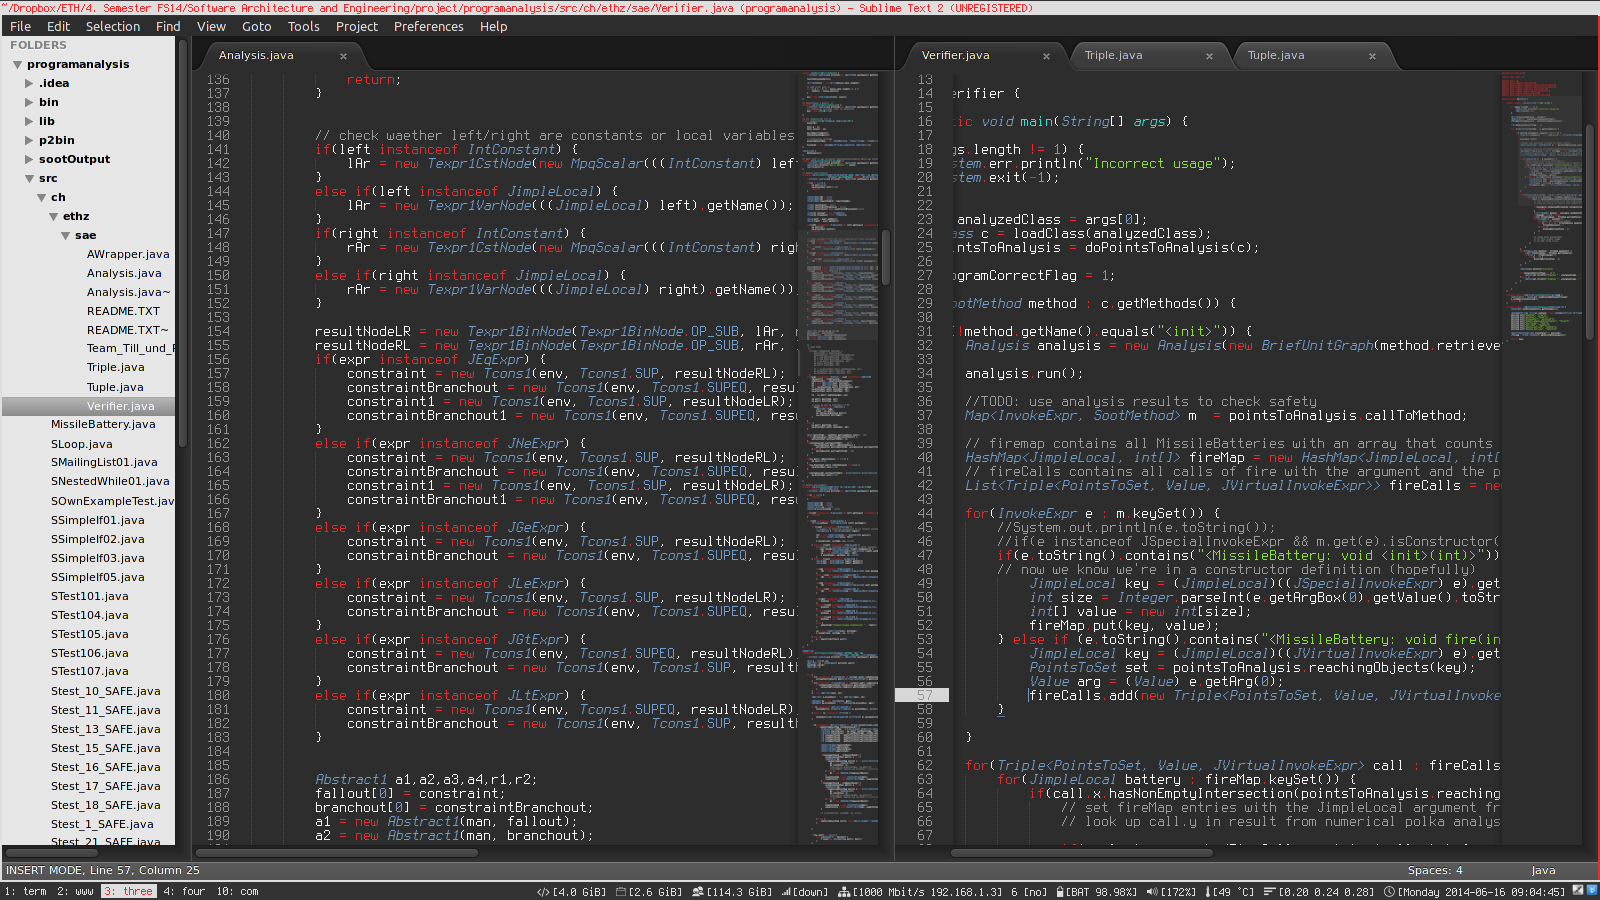 ~/Dropbox/ETH/4. Semester FS14/Software Architecture and Engineering/project/programanalysis/src/ch/ethz/sae/Verifier.java (programanalysis) - Sublime Text 2 (UNREGISTERED)
File Edit Selection Find View Goto Tools Project Preferences Help
FOLDERS
programanalysis
.idea
bin
lib
p2bin
sootOutput
src
ch
ethz
sae
AWrapper.java
Analysis.java
Analysis.java~
README.TXT
README.TXT~
Team_Till_und_F
Triple.java
Tuple.java
Verifier.java
MissileBattery.java
SLoop.java
SMailingList01.java
SNestedWhile01.java
SOwnExampleTest.jav
SSimpleIf01.java
SSimpleIf02.java
SSimpleIf03.java
SSimpleIf05.java
STest101.java
STest104.java
STest105.java
STest106.java
STest107.java
Stest_10_SAFE.java
Stest_11_SAFE.java
Stest_13_SAFE.java
Stest_15_SAFE.java
Stest_16_SAFE.java
Stest_17_SAFE.java
Stest_18_SAFE.java
Stest_1_SAFE.java
Stest_21_SAFE.java
Analysis.java
136 return;
137 }
138
139
140 // check waether left/right are constants or local variables
141 if(left instanceof IntConstant) {
142 lAr = new Texpr1CstNode(new MpqScalar(((IntConstant) lef
143 }
144 else if(left instanceof JimpleLocal) {
145 lAr = new Texpr1VarNode(((JimpleLocal) left).getName());
146 }
147 if(right instanceof IntConstant) {
148 rAr = new Texpr1CstNode(new MpqScalar(((IntConstant) righ
149 }
150 else if(right instanceof JimpleLocal) {
151 rAr = new Texpr1VarNode(((JimpleLocal) right).getName())
152 }
153
154 resultNodeLR = new Texpr1BinNode(Texpr1BinNode.OP_SUB, lAr, r
155 resultNodeRL = new Texpr1BinNode(Texpr1BinNode.OP_SUB, rAr,
156 if(expr instanceof JEqExpr) {
157 constraint = new Tcons1(env, Tcons1.SUP, resultNodeRL);
158 constraintBranchout = new Tcons1(env, Tcons1.SUPEQ, resu
159 constraint1 = new Tcons1(env, Tcons1.SUP, resultNodeLR);
160 constraintBranchout1 = new Tcons1(env, Tcons1.SUPEQ, resu
161 }
162 else if(expr instanceof JNeExpr) {
163 constraint = new Tcons1(env, Tcons1.SUP, resultNodeRL);
164 constraintBranchout = new Tcons1(env, Tcons1.SUPEQ, resu
165 constraint1 = new Tcons1(env, Tcons1.SUP, resultNodeLR);
166 constraintBranchout1 = new Tcons1(env, Tcons1.SUPEQ, resu
167 }
168 else if(expr instanceof JGeExpr) {
169 constraint = new Tcons1(env, Tcons1.SUP, resultNodeRL);
170 constraintBranchout = new Tcons1(env, Tcons1.SUPEQ, resu
171 }
172 else if(expr instanceof JLeExpr) {
173 constraint = new Tcons1(env, Tcons1.SUP, resultNodeLR);
174 constraintBranchout = new Tcons1(env, Tcons1.SUPEQ, resu
175 }
176 else if(expr instanceof JGtExpr) {
177 constraint = new Tcons1(env, Tcons1.SUPEQ, resultNodeRL)
178 constraintBranchout = new Tcons1(env, Tcons1.SUP, result
179 }
180 else if(expr instanceof JLtExpr) {
181 constraint = new Tcons1(env, Tcons1.SUPEQ, resultNodeLR)
182 constraintBranchout = new Tcons1(env, Tcons1.SUP, result
183 }
184
185
186 Abstract1 a1,a2,a3,a4,r1,r2;
187 fallout[0] = constraint;
188 branchout[0] = constraintBranchout;
189 a1 = new Abstract1(man, fallout);
190 a2 = new Abstract1(man, branchout);
Verifier.java Triple.java Tuple.java
13
14 erifier {
15
16 tic void main(String[] args) {
17
18 gs.length != 1) {
19 stem.err.println("Incorrect usage");
20 stem.exit(-1);
21
22
23 analyzedClass = args[0];
24 ass c = loadClass(analyzedClass);
25 intsToAnalysis = doPointsToAnalysis(c);
26
27 ogramCorrectFlag = 1;
28
29 ootMethod method : c.getMethods()) {
30
31 !method.getName().equals("<init>")) {
32 Analysis analysis = new Analysis(new BriefUnitGraph(method.retrieve
33
34 analysis.run();
35
36 //TODO: use analysis results to check safety
37 Map<InvokeExpr, SootMethod> m = pointsToAnalysis.callToMethod;
38
39 // firemap contains all MissileBatteries with an array that counts
40 HashMap<JimpleLocal, int[]> fireMap = new HashMap<JimpleLocal, int[
41 // fireCalls contains all calls of fire with the argument and the p
42 List<Triple<PointsToSet, Value, JVirtualInvokeExpr>> fireCalls = ne
43
44 for(InvokeExpr e : m.keySet()) {
45 //System.out.println(e.toString());
46 //if(e instanceof JSpecialInvokeExpr && m.get(e).isConstructor(
47 if(e.toString().contains("<MissileBattery: void <init>(int)>"))
48 // now we know we're in a constructor definition (hopefully)
49 JimpleLocal key = (JimpleLocal)((JSpecialInvokeExpr) e).get
50 int size = Integer.parseInt(e.getArgBox(0).getValue().toStr
51 int[] value = new int[size];
52 fireMap.put(key, value);
53 } else if (e.toString().contains("<MissileBattery: void fire(in
54 JimpleLocal key = (JimpleLocal)((JVirtualInvokeExpr) e).get
55 PointsToSet set = pointsToAnalysis.reachingObjects(key);
56 Value arg = (Value) e.getArg(0);
57 fireCalls.add(new Triple<PointsToSet, Value, JVirtualInvoke
58 }
59
60 }
61
62 for(Triple<PointsToSet, Value, JVirtualInvokeExpr> call : fireCalls
63 for(JimpleLocal battery : fireMap.keySet()) {
64 if(call.x.hasNonEmptyIntersection(pointsToAnalysis.reaching
65 // set fireMap entries with the JimpleLocal argument fr
66 // look up call.y in result from numerical polka analys
67
INSERT MODE, Line 57, Column 25 Spaces: 4 Java
1: term 2: www 3: three 4: four 10: com [4.0 GiB] [2.6 GiB] [114.3 GiB] [down] [1000 Mbit/s 192.168.1.3] 6 [no] [BAT 98.98%] [172%] [49 °C] [0.20 0.24 0.28] [Monday 2014-06-16 09:04:45]